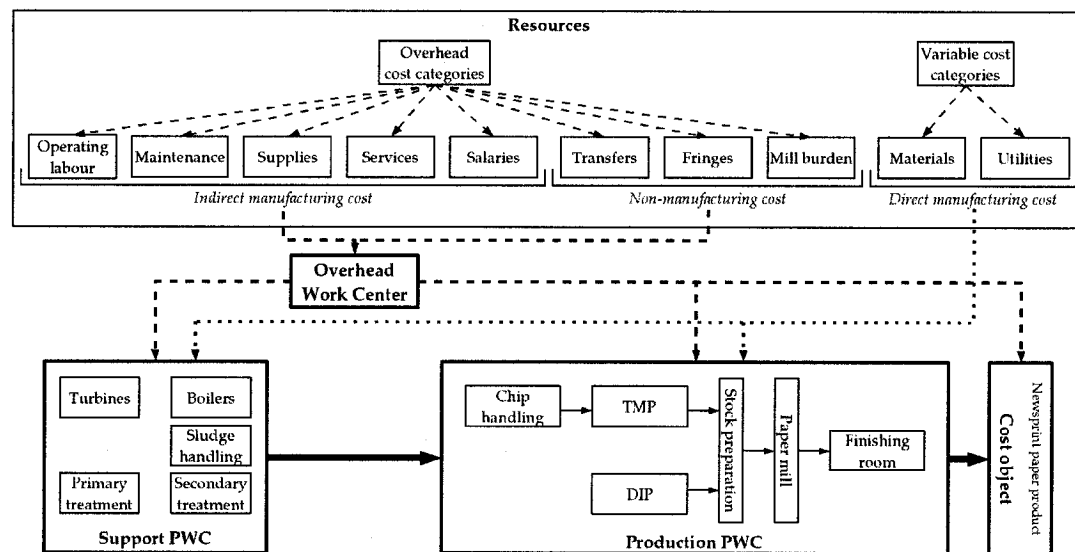 Resources
Overhead
cost categories
Variable cost
categories
Operating
labour
Maintenance
Supplies
Services
Salaries
Transfers
Fringes
Mill burden
Materials
Utilities
Indirect manufacturing cost
Non-manufacturing cost
Direct manufacturing cost
Overhead
Work Center
Turbines
Boilers
Sludge
handling
Primary
treatment
Secondary
treatment
Support PWC
Chip
handling
TMP
DIP
Stock preparation
Paper mill
Finishing
room
Production PWC
Newsprint paper product
Cost object